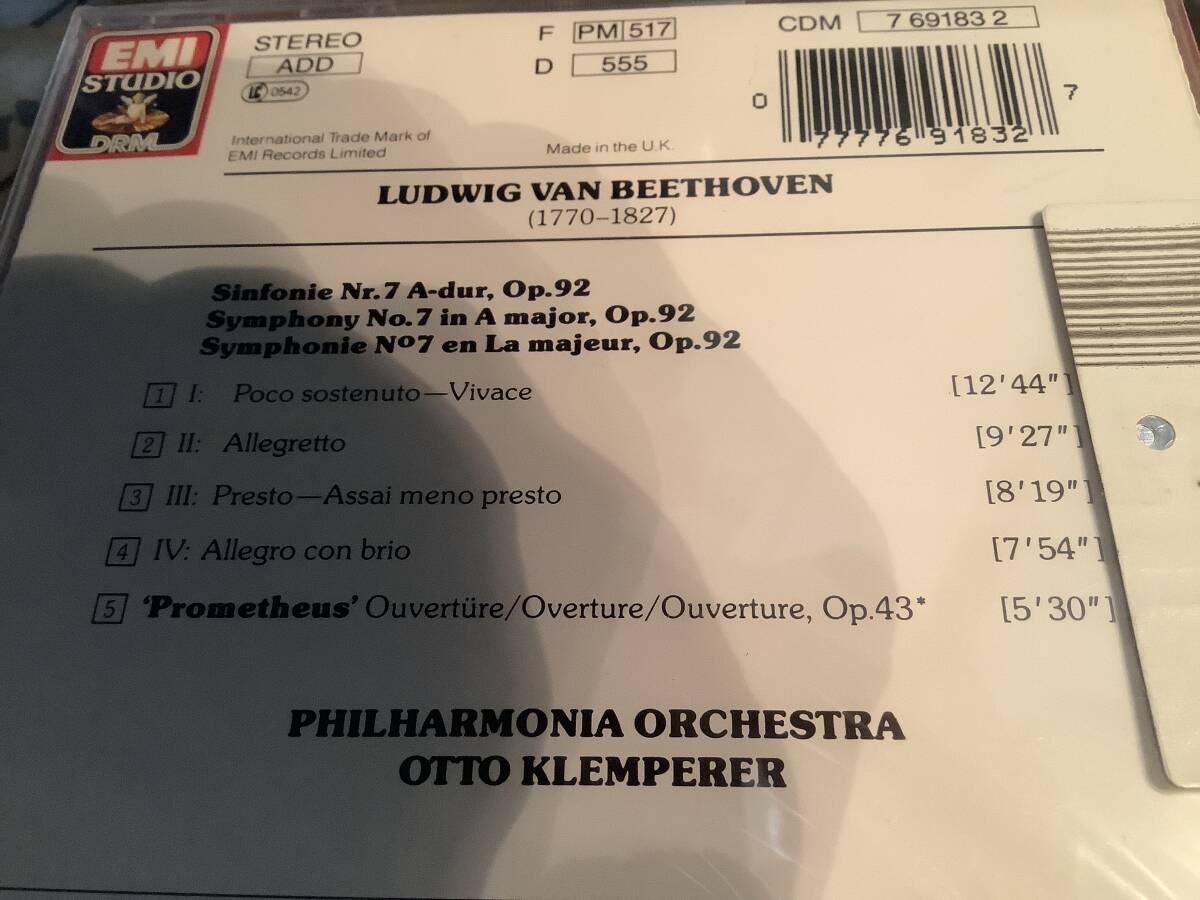 EMI
STUDIO
DRM
STEREO
ADD
LC 0542
F PM 517
D 555
CDM 7 69183 2
0 77776 91832 7
International Trade Mark of
EMI Records Limited
Made in the U.K.
LUDWIG VAN BEETHOVEN
(1770–1827)
Sinfonie Nr.7 A-dur, Op.92
Symphony No.7 in A major, Op.92
Symphonie Nº7 en La majeur, Op.92
1 I: Poco sostenuto—Vivace [12'44"]
2 II: Allegretto [9'27"]
3 III: Presto—Assai meno presto [8'19"]
4 IV: Allegro con brio [7'54"]
5 'Prometheus' Ouvertüre/Overture/Ouverture, Op.43* [5'30"]
PHILHARMONIA ORCHESTRA
OTTO KLEMPERER